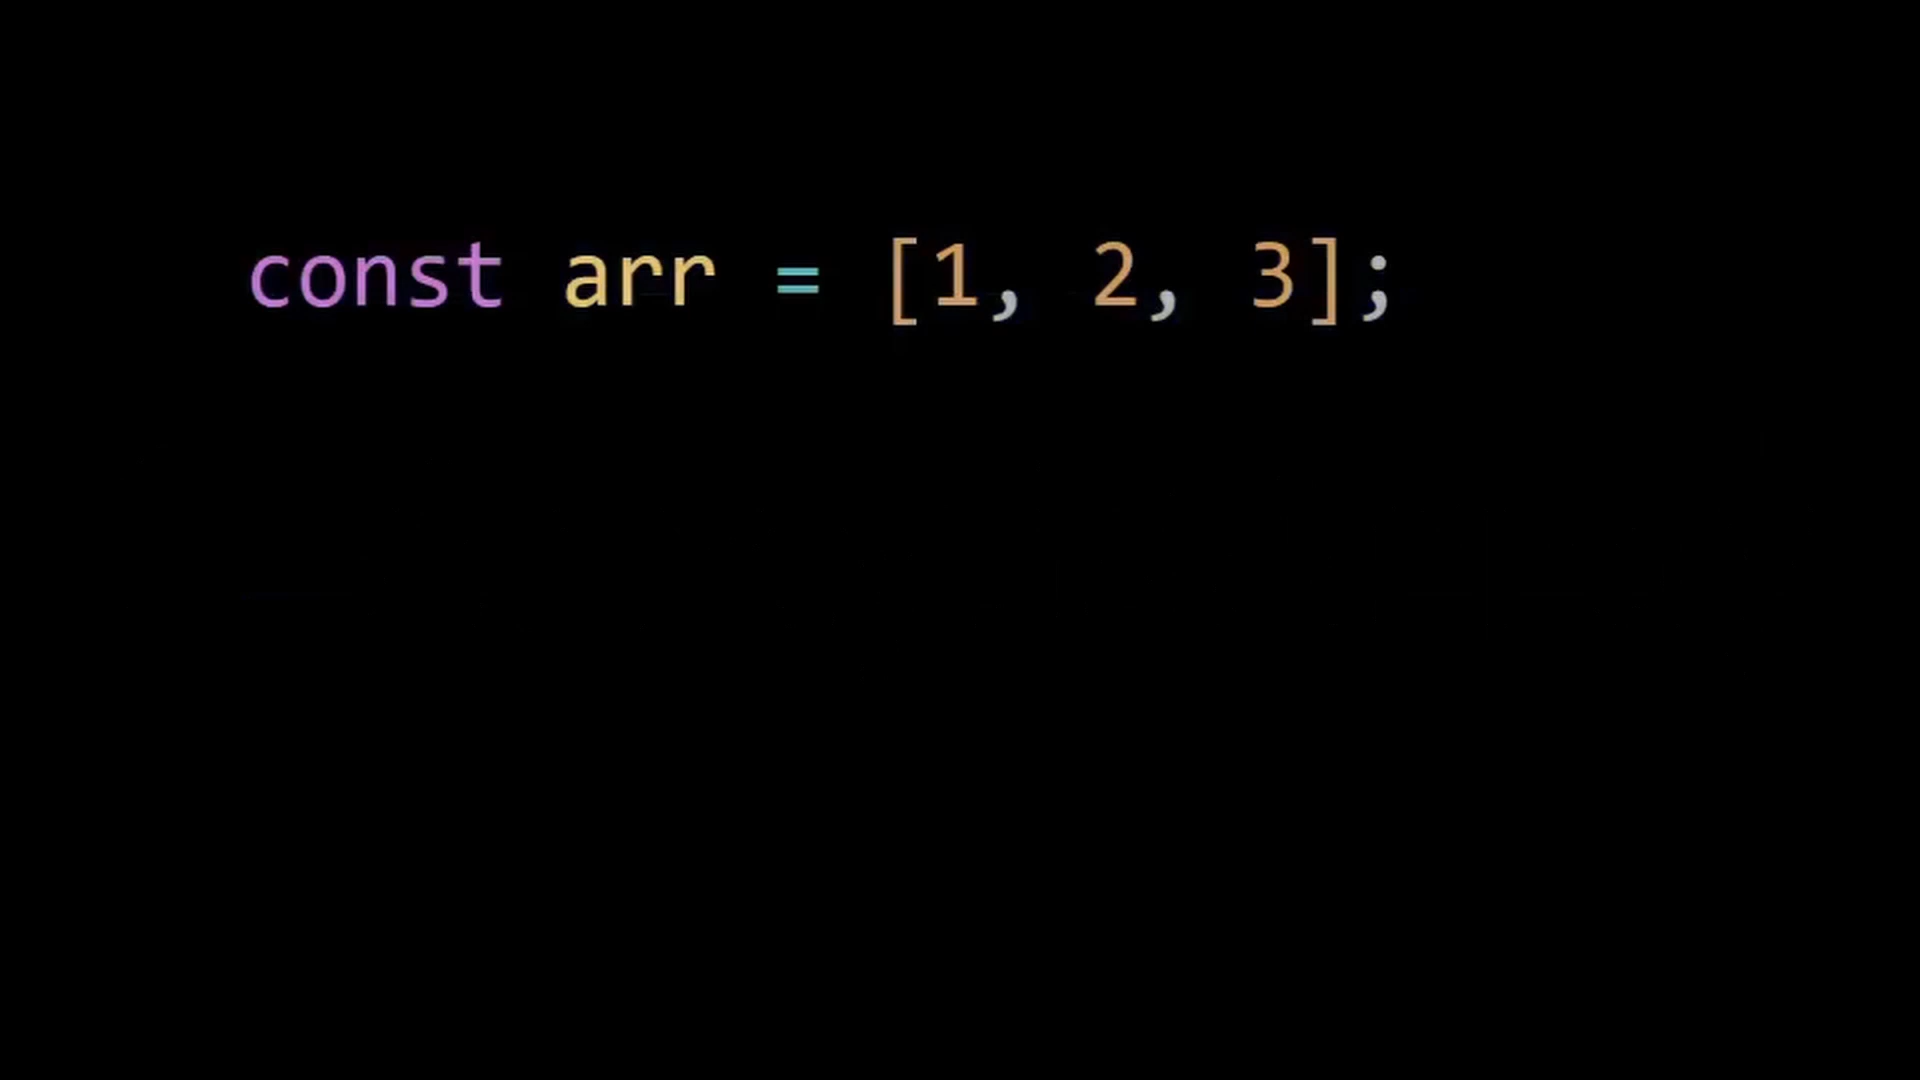 const arr = [1, 2, 3];